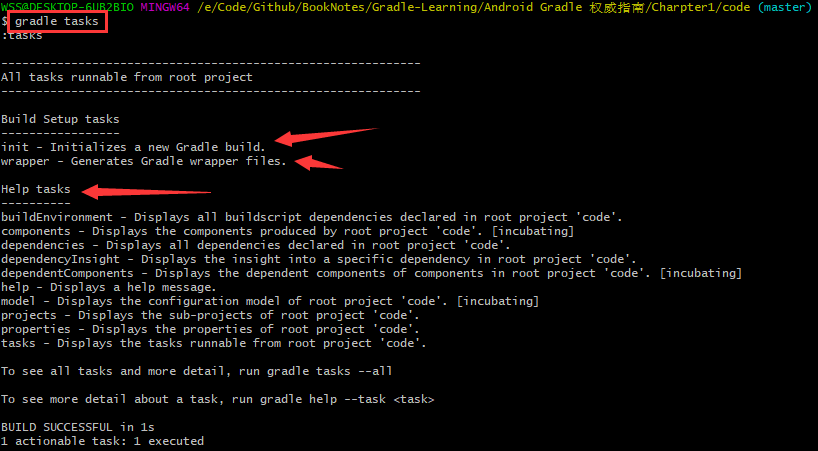 WSS@DESKTOP-6UB2BIO MINGW64 /e/Code/Github/BookNotes/Gradle-Learning/Android Gradle 权威指南/Charpter1/code (master)
$ gradle tasks
:tasks
------------------------------------------------------------
All tasks runnable from root project
------------------------------------------------------------
Build Setup tasks
-----------------
init - Initializes a new Gradle build.
wrapper - Generates Gradle wrapper files.
Help tasks
----------
buildEnvironment - Displays all buildscript dependencies declared in root project 'code'.
components - Displays the components produced by root project 'code'. [incubating]
dependencies - Displays all dependencies declared in root project 'code'.
dependencyInsight - Displays the insight into a specific dependency in root project 'code'.
dependentComponents - Displays the dependent components of components in root project 'code'. [incubating]
help - Displays a help message.
model - Displays the configuration model of root project 'code'. [incubating]
projects - Displays the sub-projects of root project 'code'.
properties - Displays the properties of root project 'code'.
tasks - Displays the tasks runnable from root project 'code'.
To see all tasks and more detail, run gradle tasks --all
To see more detail about a task, run gradle help --task <task>
BUILD SUCCESSFUL in 1s
1 actionable task: 1 executed